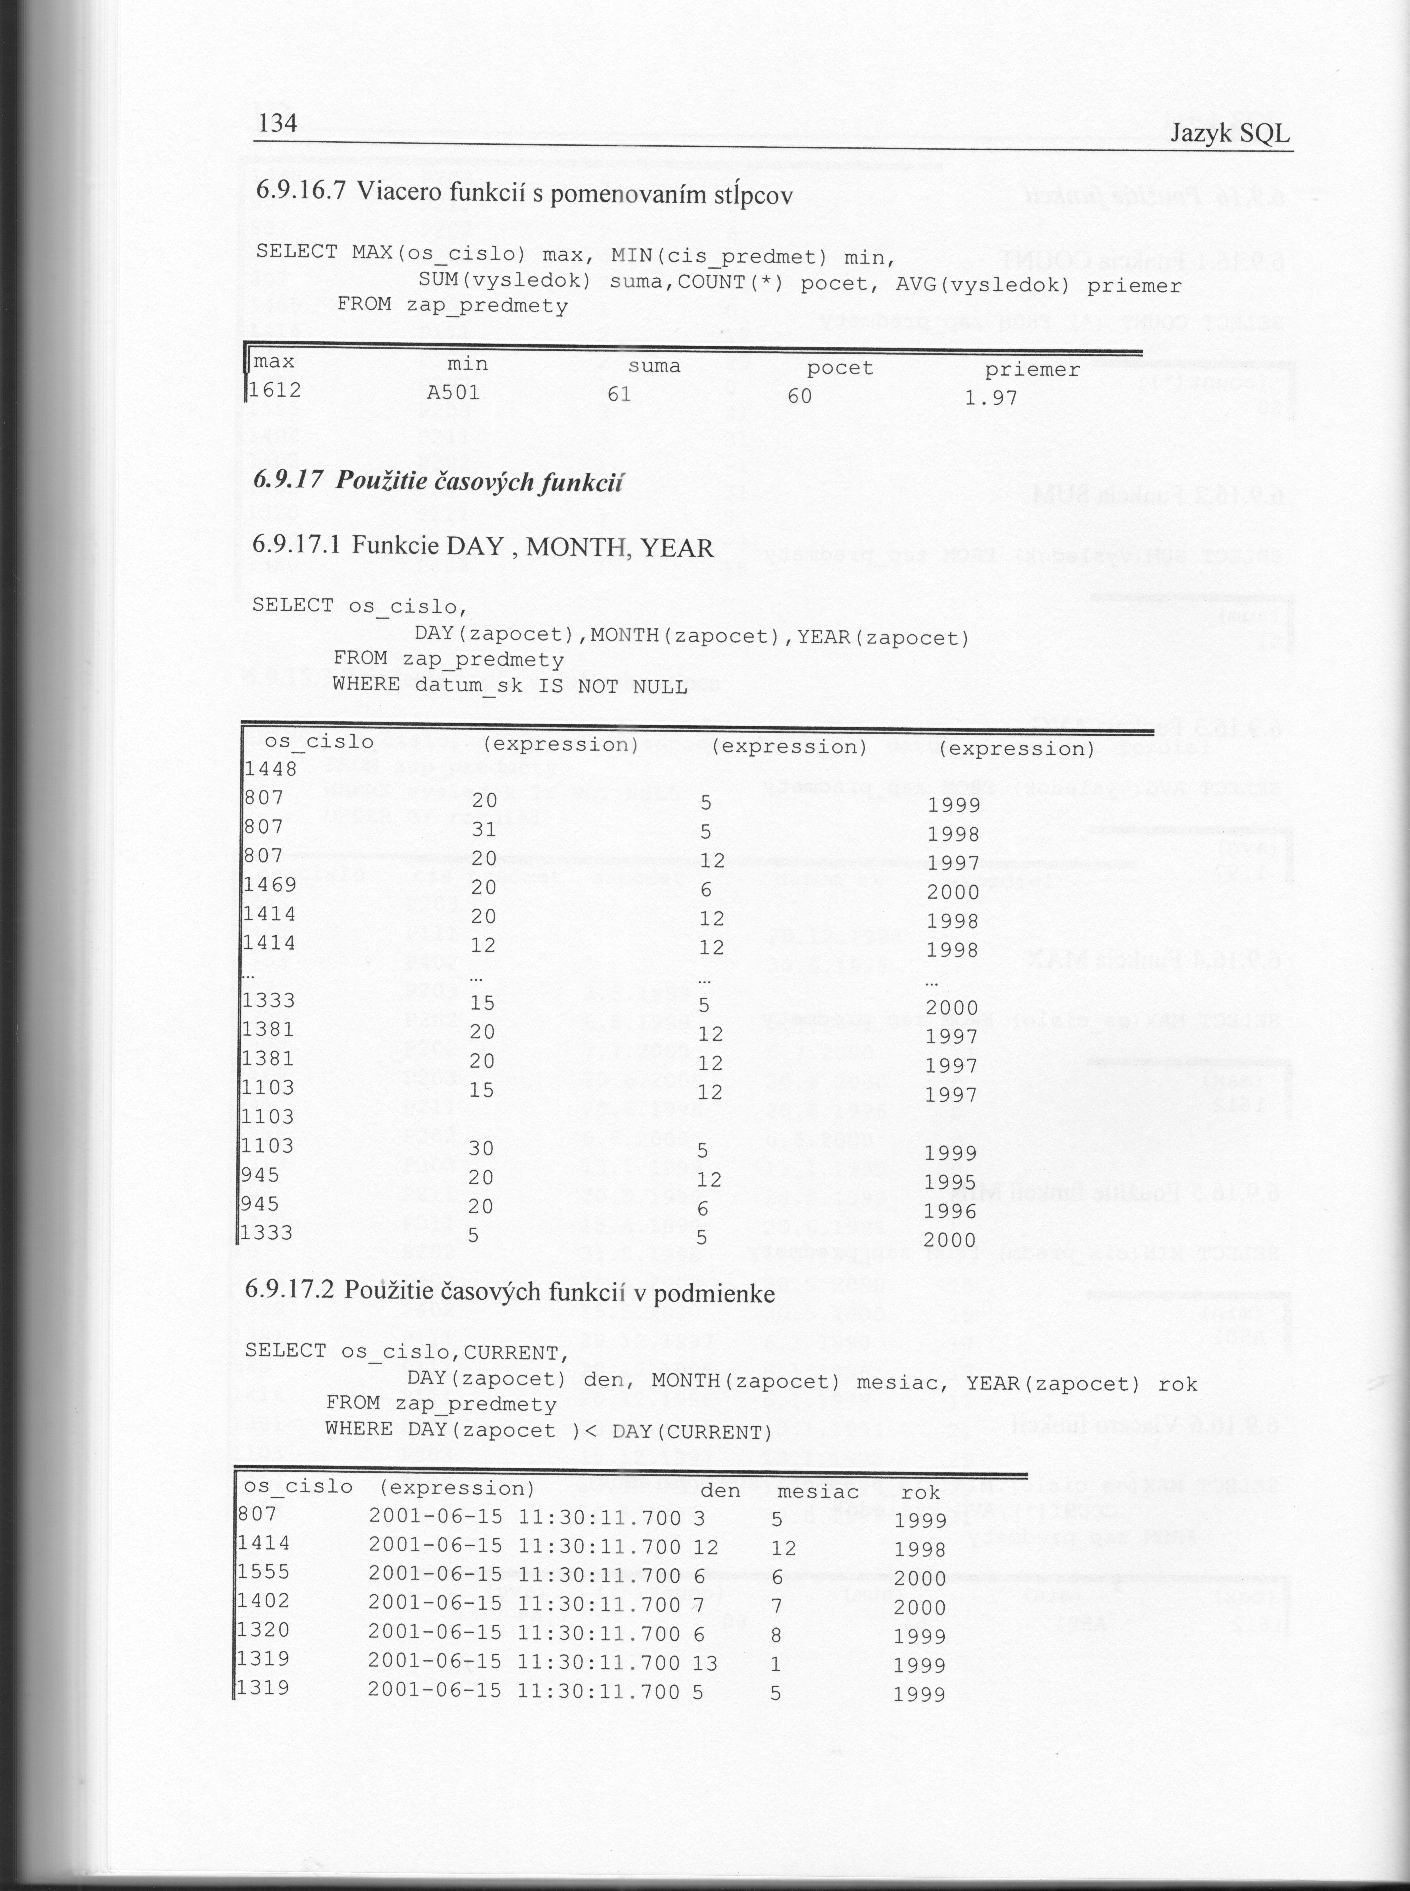 134
Jazyk SQL
6.9.16.7 Viacero funkcií s pomenovaním stĺpcov
SELECT MAX(os_cislo) max, MIN(cis_predmet) min,
SUM(vysledok) suma,COUNT(*) pocet, AVG(vysledok) priemer
FROM zap_predmety
max min suma pocet priemer
1612 A501 61 60 1.97
6.9.17 Použitie časových funkcií
6.9.17.1 Funkcie DAY , MONTH, YEAR
SELECT os_cislo,
DAY(zapocet),MONTH(zapocet),YEAR(zapocet)
FROM zap_predmety
WHERE datum_sk IS NOT NULL
os_cislo (expression) (expression) (expression)
1448
807 20 5 1999
807 31 5 1998
807 20 12 1997
1469 20 6 2000
1414 20 12 1998
1414 12 12 1998
... ... ... ...
1333 15 5 2000
1381 20 12 1997
1381 20 12 1997
1103 15 12 1997
1103
1103 30 5 1999
945 20 12 1995
945 20 6 1996
1333 5 5 2000
6.9.17.2 Použitie časových funkcií v podmienke
SELECT os_cislo,CURRENT,
DAY(zapocet) den, MONTH(zapocet) mesiac, YEAR(zapocet) rok
FROM zap_predmety
WHERE DAY(zapocet )< DAY(CURRENT)
os_cislo (expression) den mesiac rok
807 2001-06-15 11:30:11.700 3 5 1999
1414 2001-06-15 11:30:11.700 12 12 1998
1555 2001-06-15 11:30:11.700 6 6 2000
1402 2001-06-15 11:30:11.700 7 7 2000
1320 2001-06-15 11:30:11.700 6 8 1999
1319 2001-06-15 11:30:11.700 13 1 1999
1319 2001-06-15 11:30:11.700 5 5 1999